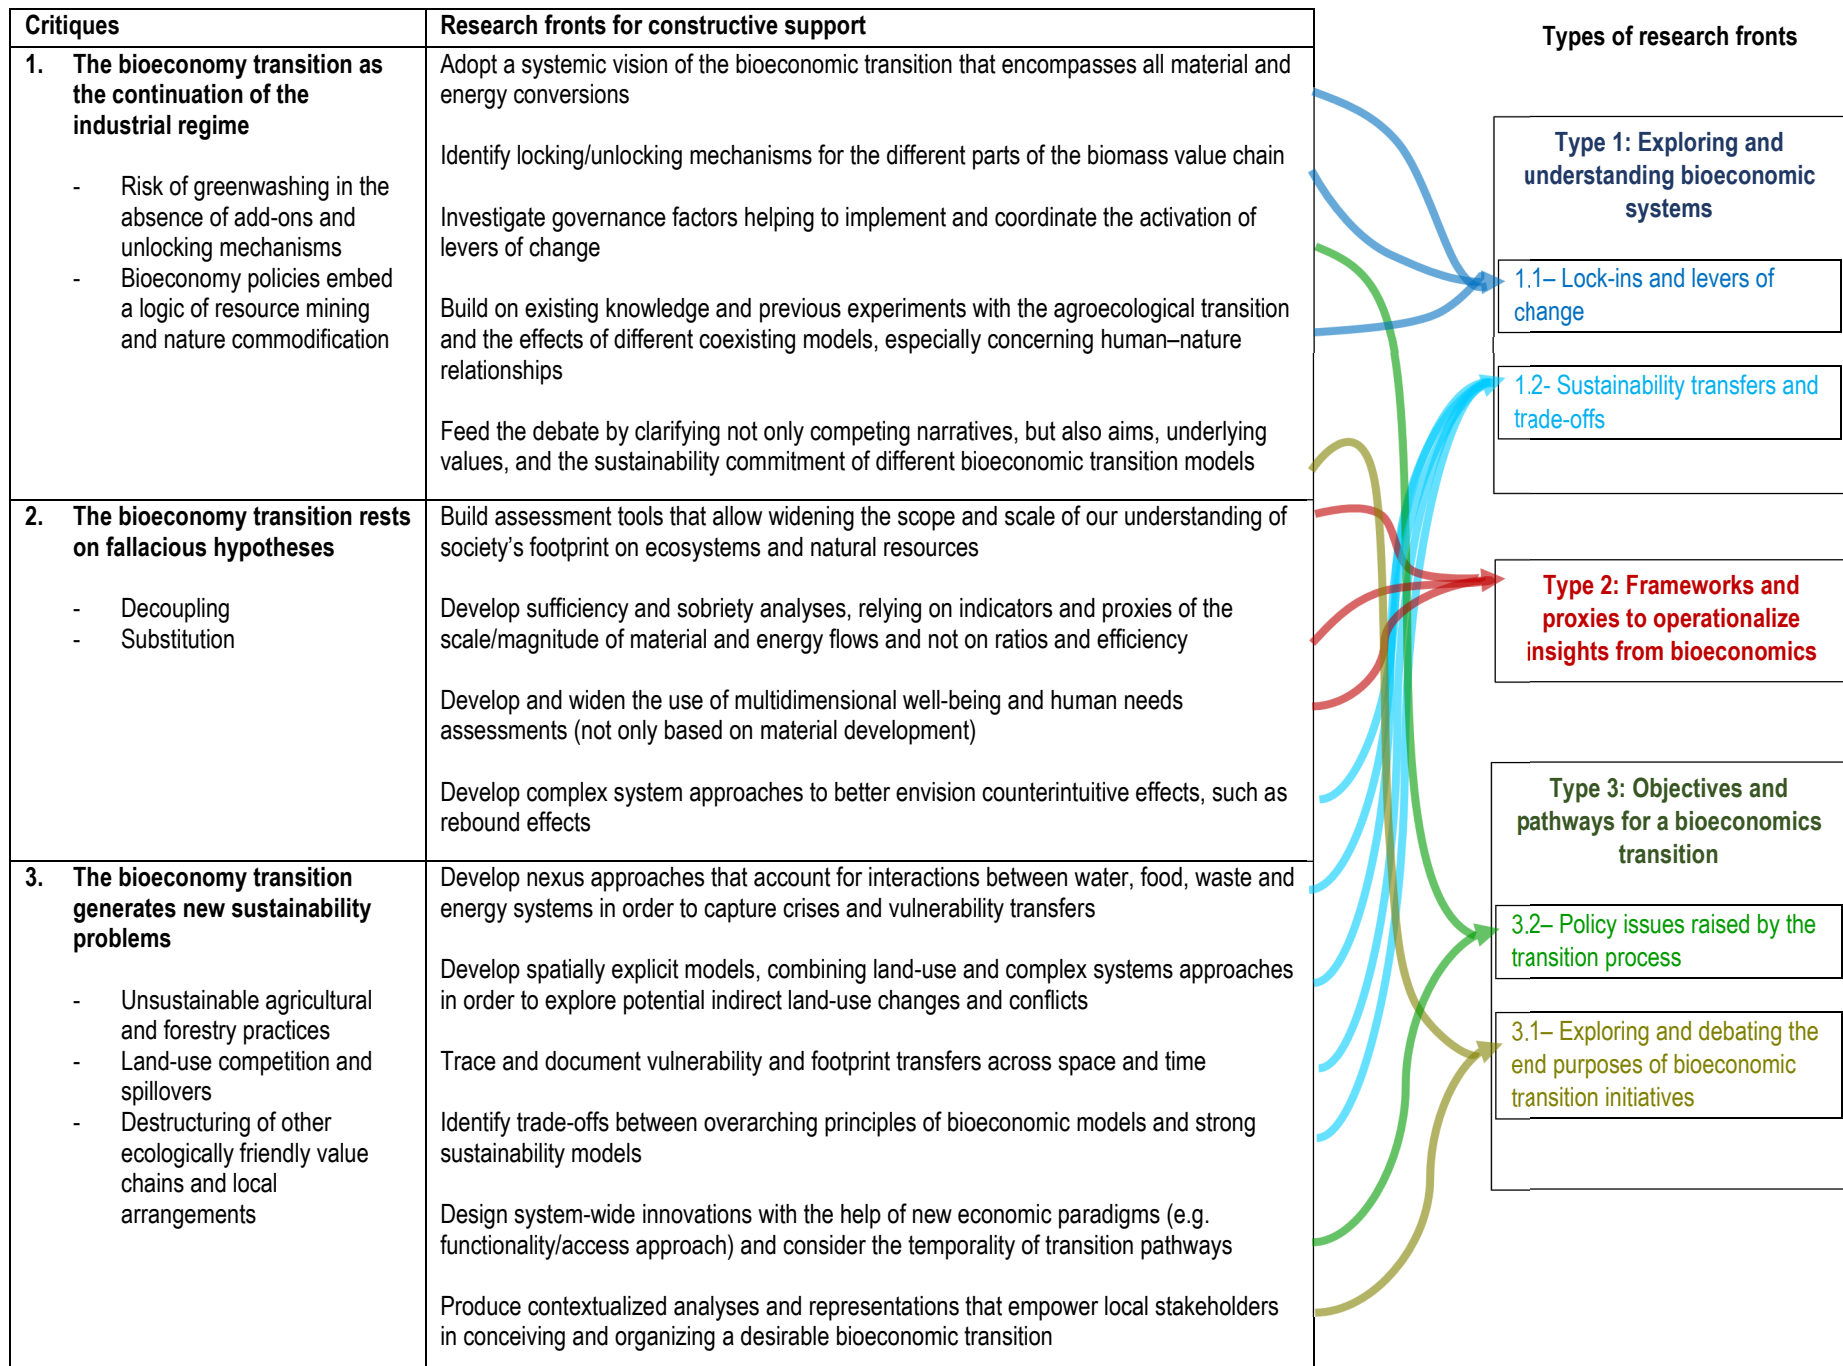 Critiques
Research fronts for constructive support
1. The bioeconomy transition as
the continuation of the
industrial regime
- Risk of greenwashing in the
absence of add-ons and
unlocking mechanisms
- Bioeconomy policies embed
a logic of resource mining
and nature commodification
Adopt a systemic vision of the bioeconomic transition that encompasses all material and
energy conversions
Identify locking/unlocking mechanisms for the different parts of the biomass value chain
Investigate governance factors helping to implement and coordinate the activation of
levers of change
Build on existing knowledge and previous experiments with the agroecological transition
and the effects of different coexisting models, especially concerning human–nature
relationships
Feed the debate by clarifying not only competing narratives, but also aims, underlying
values, and the sustainability commitment of different bioeconomic transition models
2. The bioeconomy transition rests
on fallacious hypotheses
- Decoupling
- Substitution
Build assessment tools that allow widening the scope and scale of our understanding of
society’s footprint on ecosystems and natural resources
Develop sufficiency and sobriety analyses, relying on indicators and proxies of the
scale/magnitude of material and energy flows and not on ratios and efficiency
Develop and widen the use of multidimensional well-being and human needs
assessments (not only based on material development)
Develop complex system approaches to better envision counterintuitive effects, such as
rebound effects
3. The bioeconomy transition
generates new sustainability
problems
- Unsustainable agricultural
and forestry practices
- Land-use competition and
spillovers
- Destructuring of other
ecologically friendly value
chains and local
arrangements
Develop nexus approaches that account for interactions between water, food, waste and
energy systems in order to capture crises and vulnerability transfers
Develop spatially explicit models, combining land-use and complex systems approaches
in order to explore potential indirect land-use changes and conflicts
Trace and document vulnerability and footprint transfers across space and time
Identify trade-offs between overarching principles of bioeconomic models and strong
sustainability models
Design system-wide innovations with the help of new economic paradigms (e.g.
functionality/access approach) and consider the temporality of transition pathways
Produce contextualized analyses and representations that empower local stakeholders
in conceiving and organizing a desirable bioeconomic transition
Types of research fronts
Type 1: Exploring and
understanding bioeconomic
systems
1.1– Lock-ins and levers of
change
1.2- Sustainability transfers and
trade-offs
Type 2: Frameworks and
proxies to operationalize
insights from bioeconomics
Type 3: Objectives and
pathways for a bioeconomics
transition
3.2– Policy issues raised by the
transition process
3.1– Exploring and debating the
end purposes of bioeconomic
transition initiatives